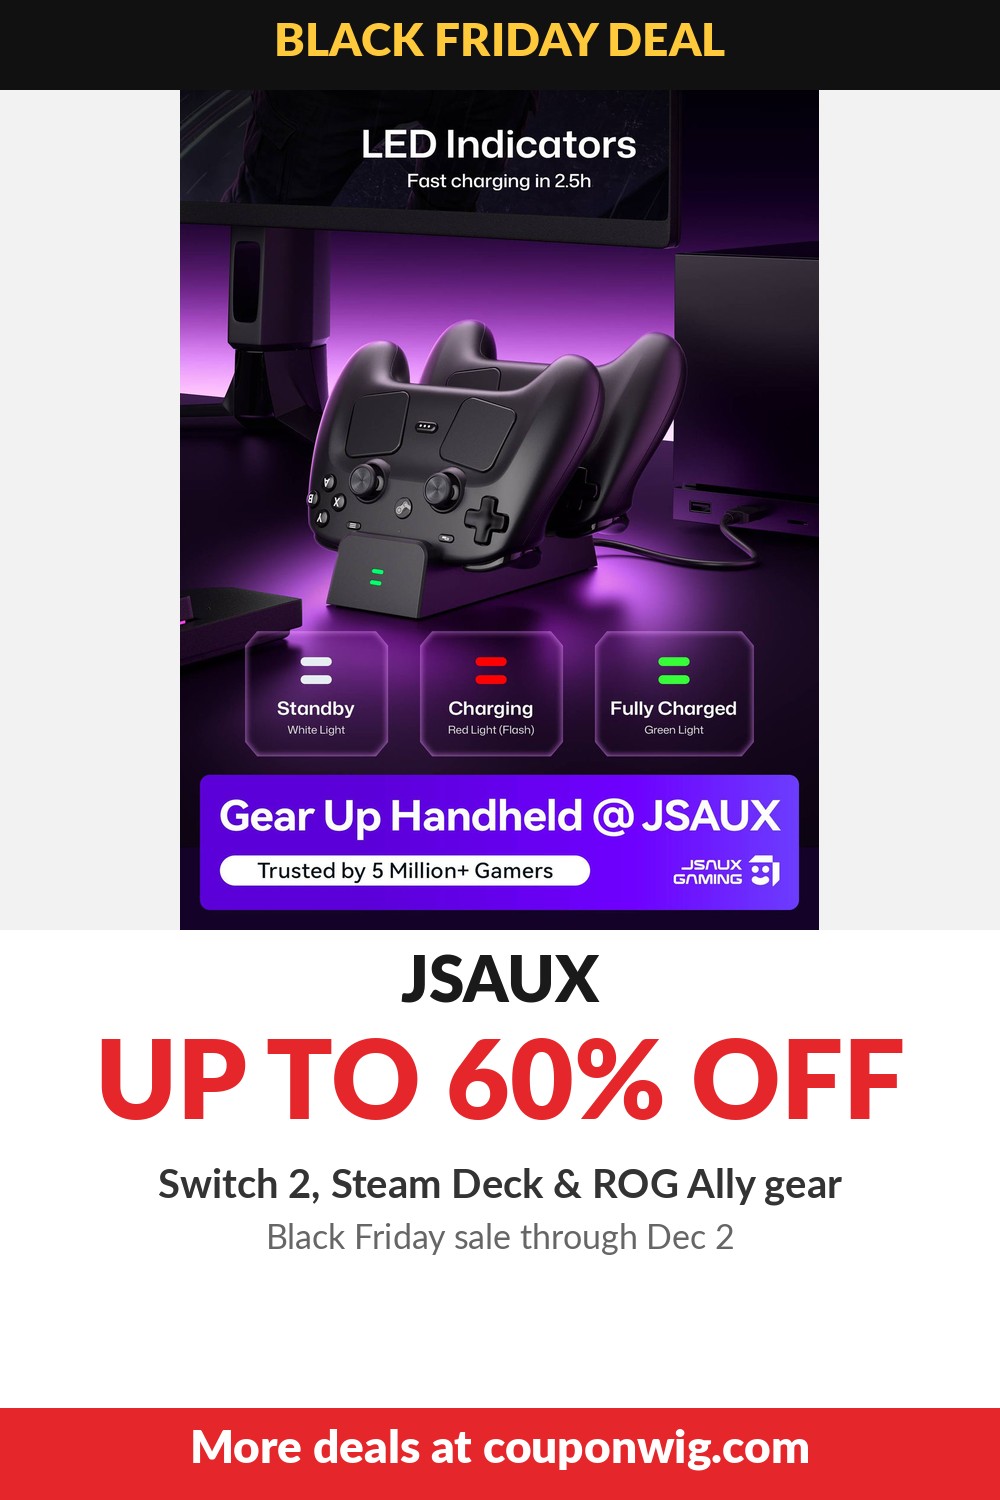 BLACK FRIDAY DEAL
LED Indicators
Fast charging in 2.5h
A
B
X
Y
Standby
White Light
Charging
Red Light (Flash)
Fully Charged
Green Light
Gear Up Handheld @ JSAUX
Trusted by 5 Million+ Gamers
JSAUX
GAMING
JSAUX
UP TO 60% OFF
Switch 2, Steam Deck & ROG Ally gear
Black Friday sale through Dec 2
More deals at couponwig.com